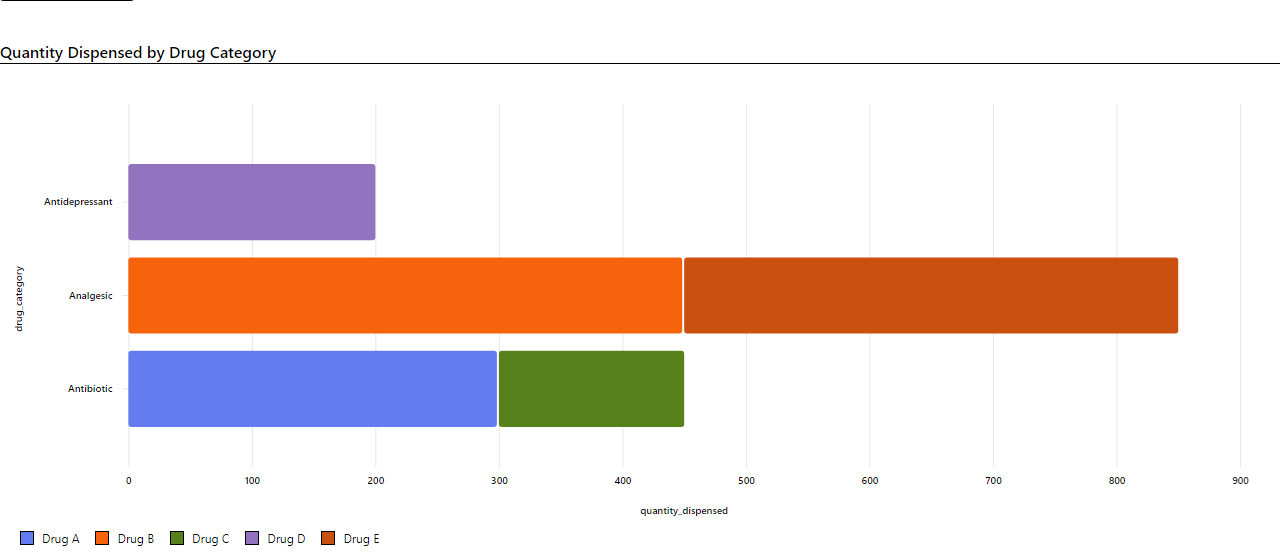 Quantity Dispensed by Drug Category
Antidepressant
Analgesic
Antibiotic
drug_category
0 100 200 300 400 500 600 700 800 900
quantity_dispensed
Drug A Drug B Drug C Drug D Drug E